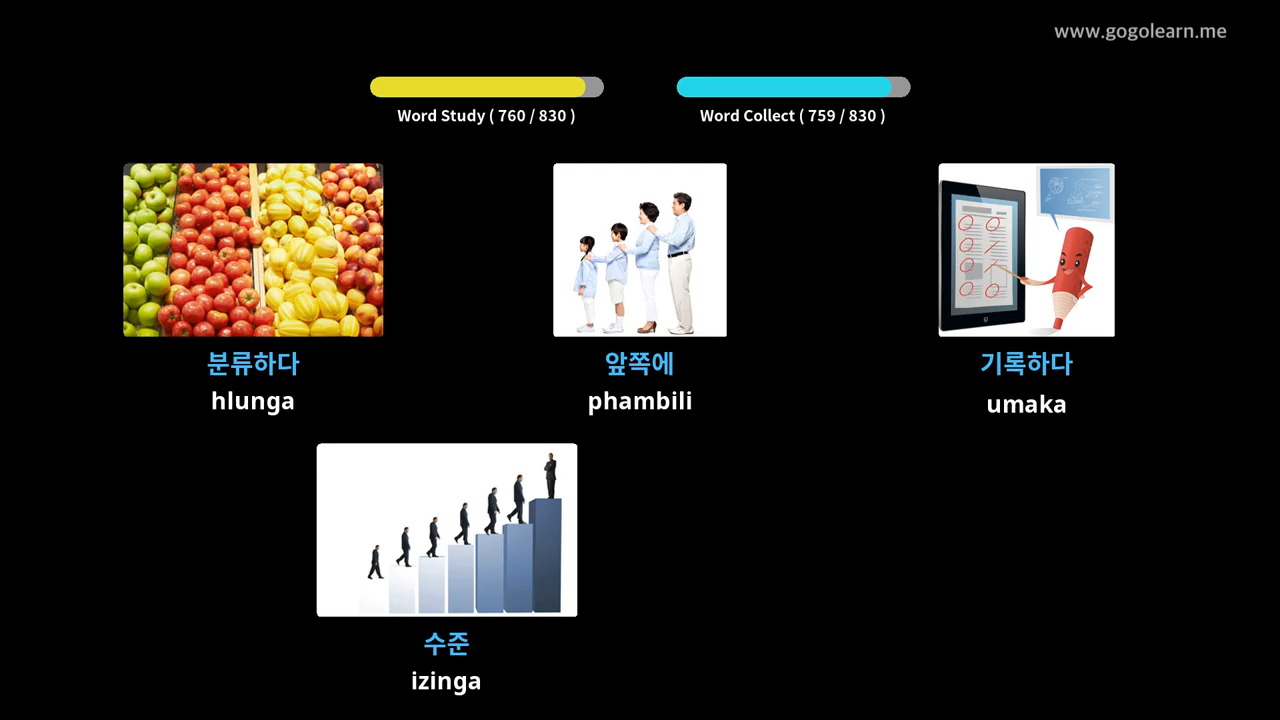 www.gogolearn.me
Word Study ( 760 / 830 )
Word Collect ( 759 / 830 )
분류하다
hlunga
앞쪽에
phambili
기록하다
umaka
수준
izinga